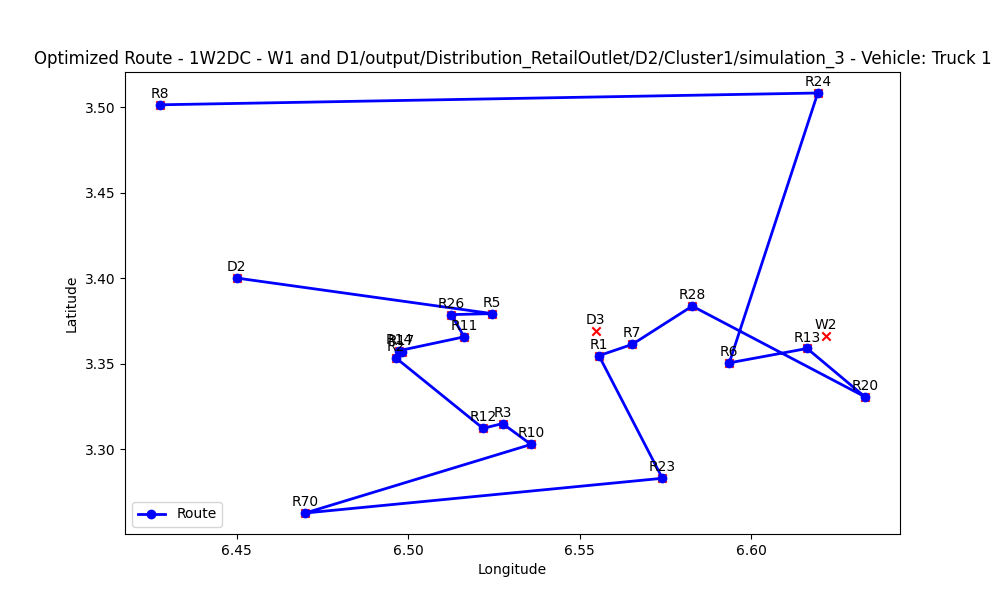 Optimized Route - 1W2DC - W1 and D1/output/Distribution_RetailOutlet/D2/Cluster1/simulation_3 - Vehicle: Truck 1
R8
R24
3.50
3.45
3.40
3.35
3.30
Latitude
D2
R26
R5
R11
R12
R3
R10
R70
R23
D3
R1
R7
R28
R6
R13
W2
R20
Route
6.45
6.50
6.55
6.60
Longitude